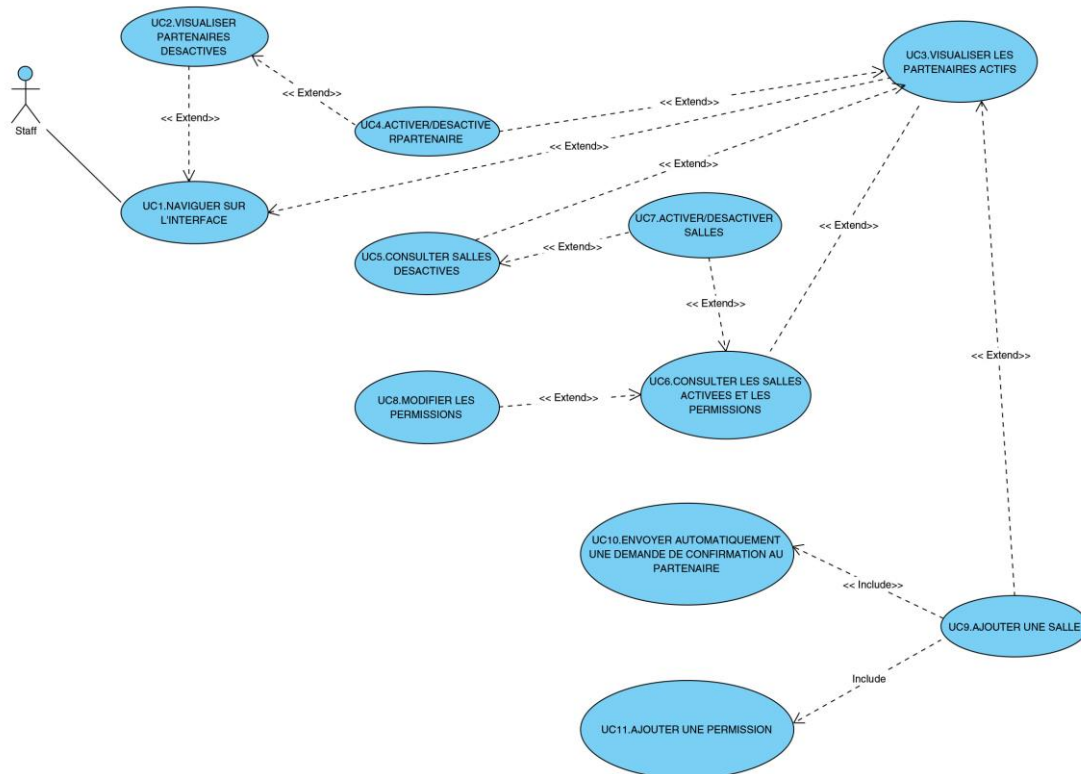 UC2.VISUALISER
PARTENAIRES
DESACTIVES
UC3.VISUALISER LES
PARTENAIRES ACTIFS
Staff
<< Extend>>
<< Extend>>
<< Extend>>
UC4.ACTIVER/DESACTIVE
RPARTENAIRE
<< Extend>>
<< Extend>>
UC1.NAVIGUER SUR
L'INTERFACE
UC7.ACTIVER/DESACTIVER
SALLES
<< Extend>>
<< Extend>>
UC5.CONSULTER SALLES
DESACTIVES
<< Extend>>
<< Extend>>
UC6.CONSULTER LES SALLES
ACTIVEES ET LES
PERMISSIONS
UC8.MODIFIER LES
PERMISSIONS
<< Extend>>
UC10.ENVOYER AUTOMATIQUEMENT
UNE DEMANDE DE CONFIRMATION AU
PARTENAIRE
<< Include>>
UC9.AJOUTER UNE SALLE
Include
UC11.AJOUTER UNE PERMISSION